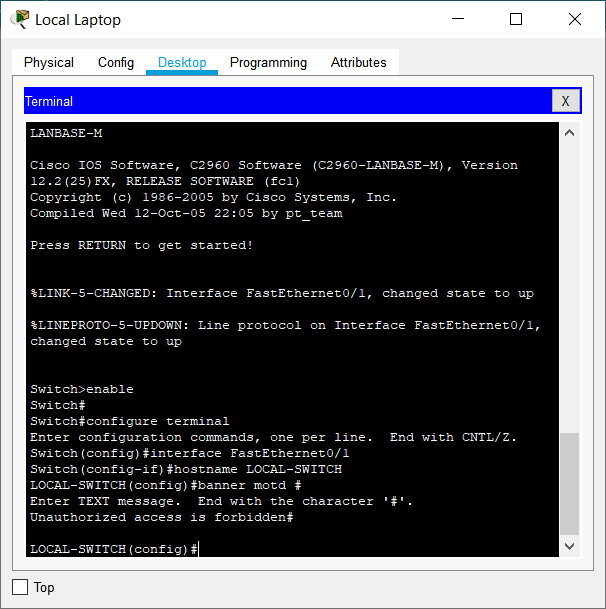 Local Laptop
Physical Config Desktop Programming Attributes
Terminal X
LANBASE-M
Cisco IOS Software, C2960 Software (C2960-LANBASE-M), Version
12.2(25)FX, RELEASE SOFTWARE (fc1)
Copyright (c) 1986-2005 by Cisco Systems, Inc.
Compiled Wed 12-Oct-05 22:05 by pt_team
Press RETURN to get started!
%LINK-5-CHANGED: Interface FastEthernet0/1, changed state to up
%LINEPROTO-5-UPDOWN: Line protocol on Interface FastEthernet0/1,
changed state to up
Switch>enable
Switch#
Switch#configure terminal
Enter configuration commands, one per line.  End with CNTL/Z.
Switch(config)#interface FastEthernet0/1
Switch(config-if)#hostname LOCAL-SWITCH
LOCAL-SWITCH(config)#banner motd #
Enter TEXT message.  End with the character '#'.
Unauthorized access is forbidden#
LOCAL-SWITCH(config)#
Top